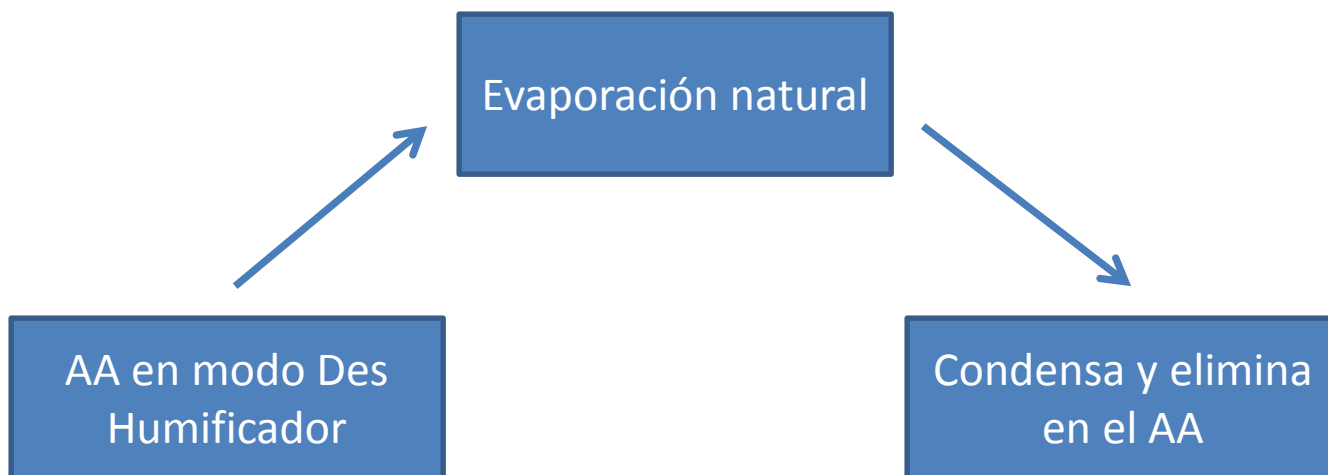 Evaporación natural
AA en modo Des
Humificador
Condensa y elimina
en el AA